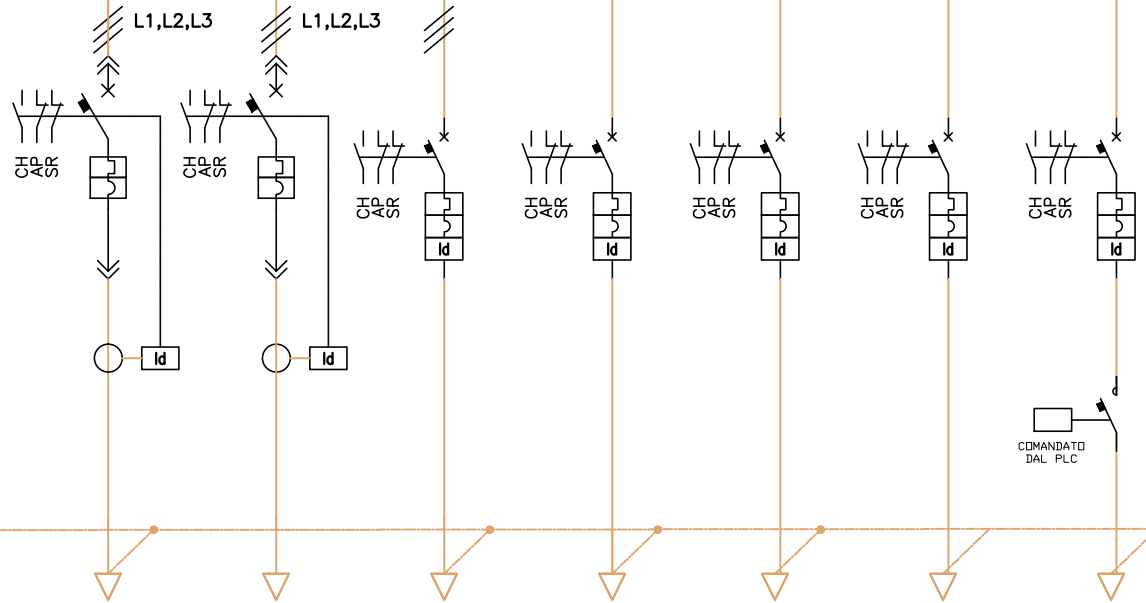 L1,L2,L3
L1,L2,L3
CH
AP
SR
CH
AP
SR
CH
AP
SR
CH
AP
SR
CH
AP
SR
CH
AP
SR
CH
AP
SR
Id
Id
Id
Id
Id
Id
Id
COMANDATO
DAL PLC